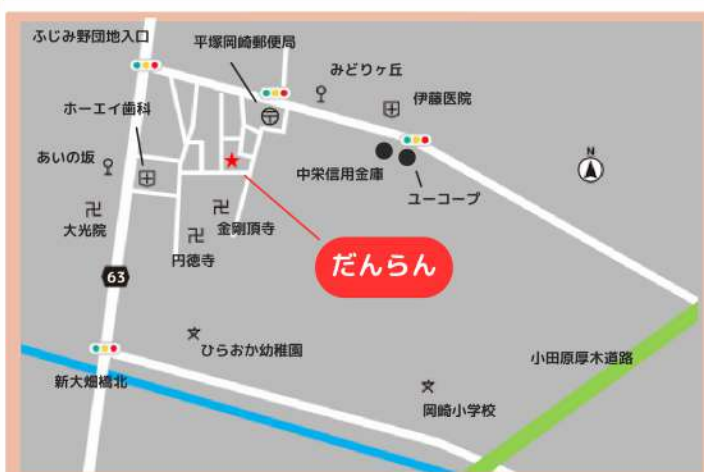 ふじみ野団地入口
平塚岡崎郵便局
みどりヶ丘
伊藤医院
ホーエイ歯科
あいの坂
中栄信用金庫
ユーコープ
N
大光院
金剛頂寺
円徳寺
だんらん
63
ひらおか幼稚園
小田原厚木道路
新大畑橋北
岡崎小学校